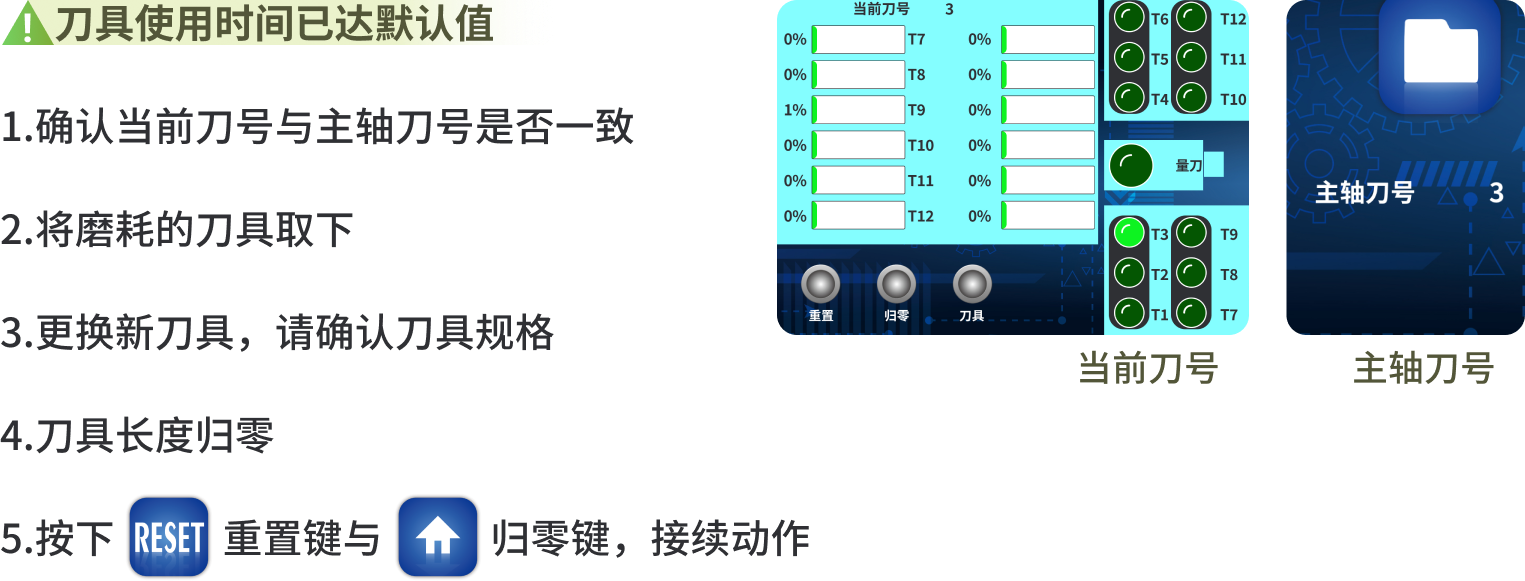 刀具使用时间已达默认值
1.确认当前刀号与主轴刀号是否一致
2.将磨耗的刀具取下
3.更换新刀具，请确认刀具规格
4.刀具长度归零
5.按下 RESET 重置键与 归零键，接续动作
当前刀号 3
0% T7 0%
0% T8 0%
1% T9 0%
0% T10 0%
0% T11 0%
0% T12 0%
重置 归零 刀具
T6 T12
T5 T11
T4 T10
量刀
T3 T9
T2 T8
T1 T7
当前刀号
主轴刀号 3
主轴刀号